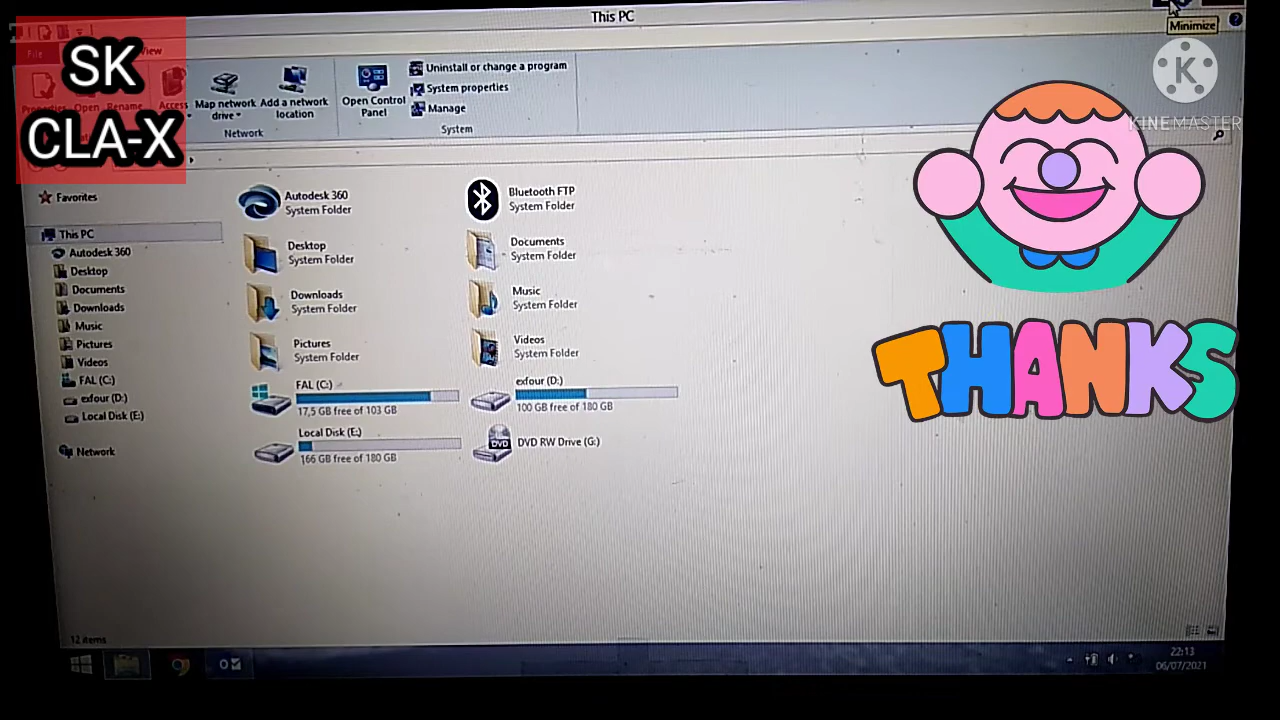 This PC
Minimize
SK
CLA-X
KINEMASTER
File
View
Properties
Open
Rename
Access
Map network drive
Add a network location
Open Control Panel
Uninstall or change a program
System properties
Manage
Network
System
Favorites
This PC
Autodesk 360
Desktop
Documents
Downloads
Music
Pictures
Videos
FAL (C:)
exfour (D:)
Local Disk (E:)
Network
Autodesk 360
System Folder
Bluetooth FTP
System Folder
Desktop
System Folder
Documents
System Folder
Downloads
System Folder
Music
System Folder
Pictures
System Folder
Videos
System Folder
FAL (C:)
17,5 GB free of 103 GB
exfour (D:)
100 GB free of 180 GB
Local Disk (E:)
166 GB free of 180 GB
DVD
DVD RW Drive (G:)
THANKS
12 items
22:13
06/07/2021